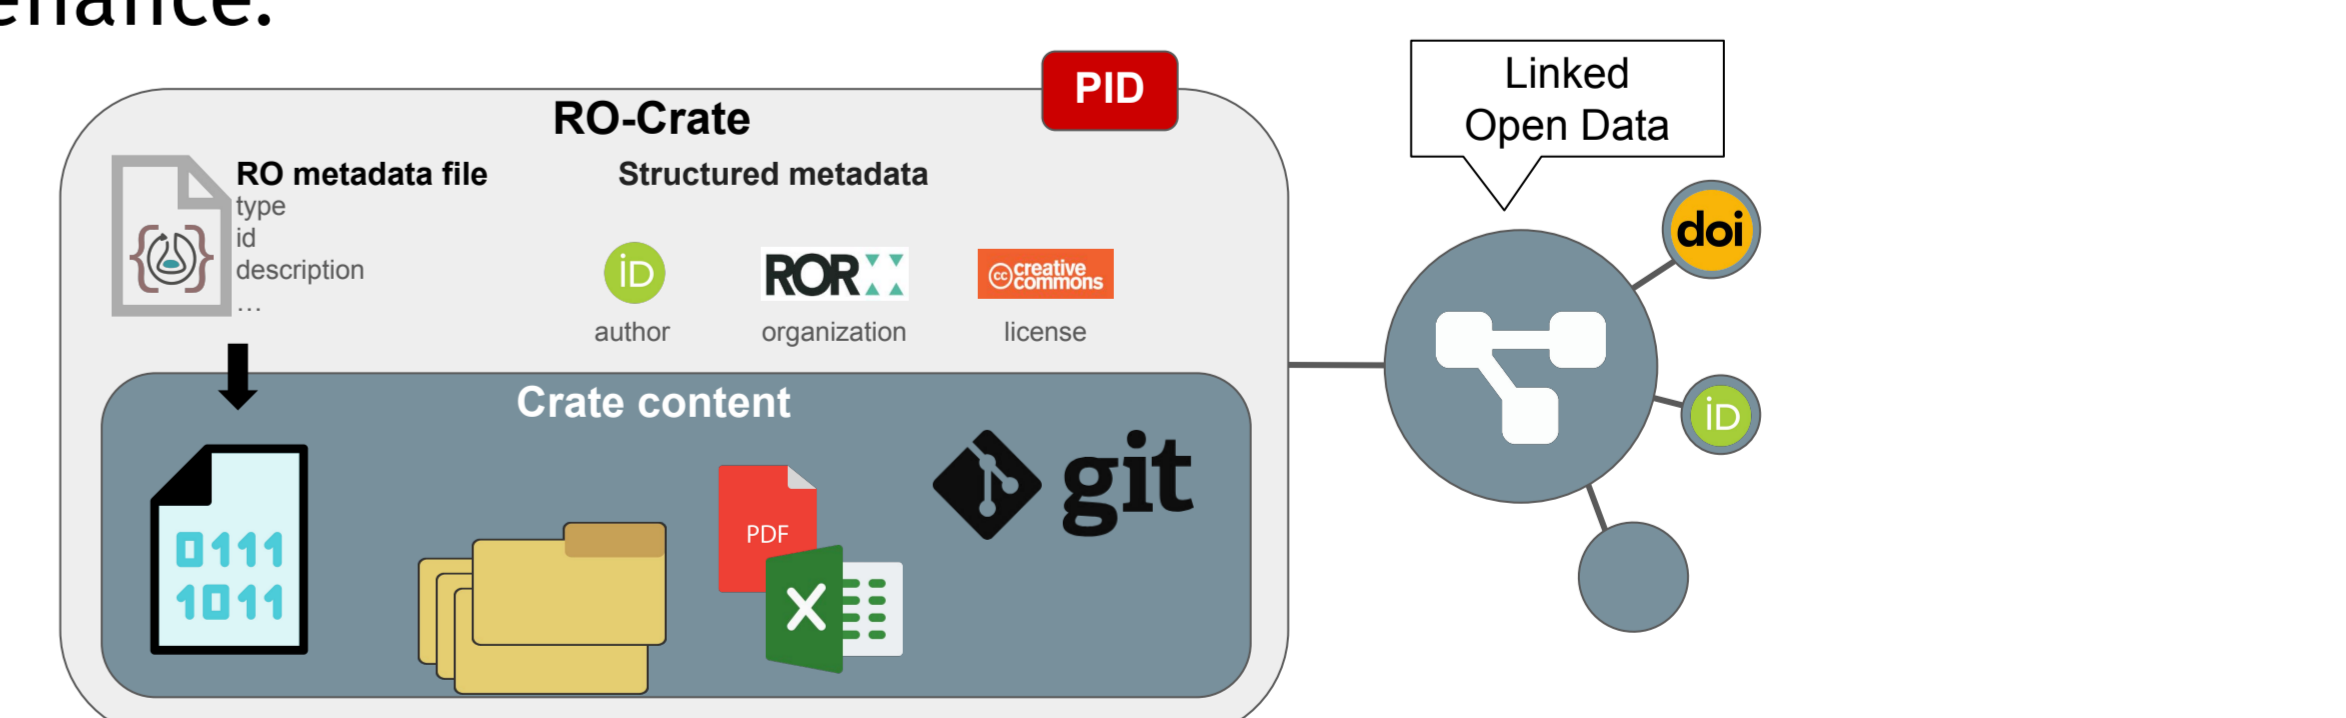 PID
RO-Crate
RO metadata file
type
id
description
…
Structured metadata
iD
author
ROR
organization
cc creative commons
license
Crate content
0111
1011
PDF
X
git
Linked
Open Data
doi
iD